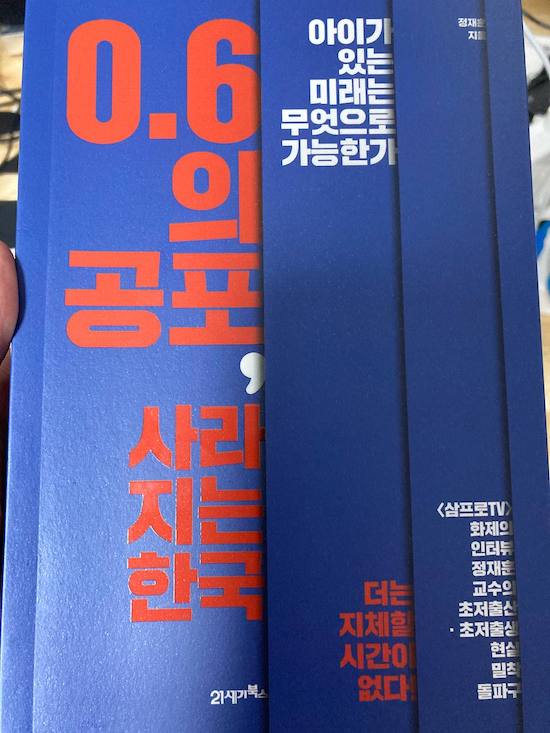 0.6
의
공포
,
사라
지는
한국
21세기북스
아이가
있는
미래는
무엇으로
가능한가
더는
지체할
시간이
없다!
정재훈
지음
<삼프로TV>
화제의
인터뷰
정재훈
교수의
초저출산
·초저출생
현실
밀착
돌파구